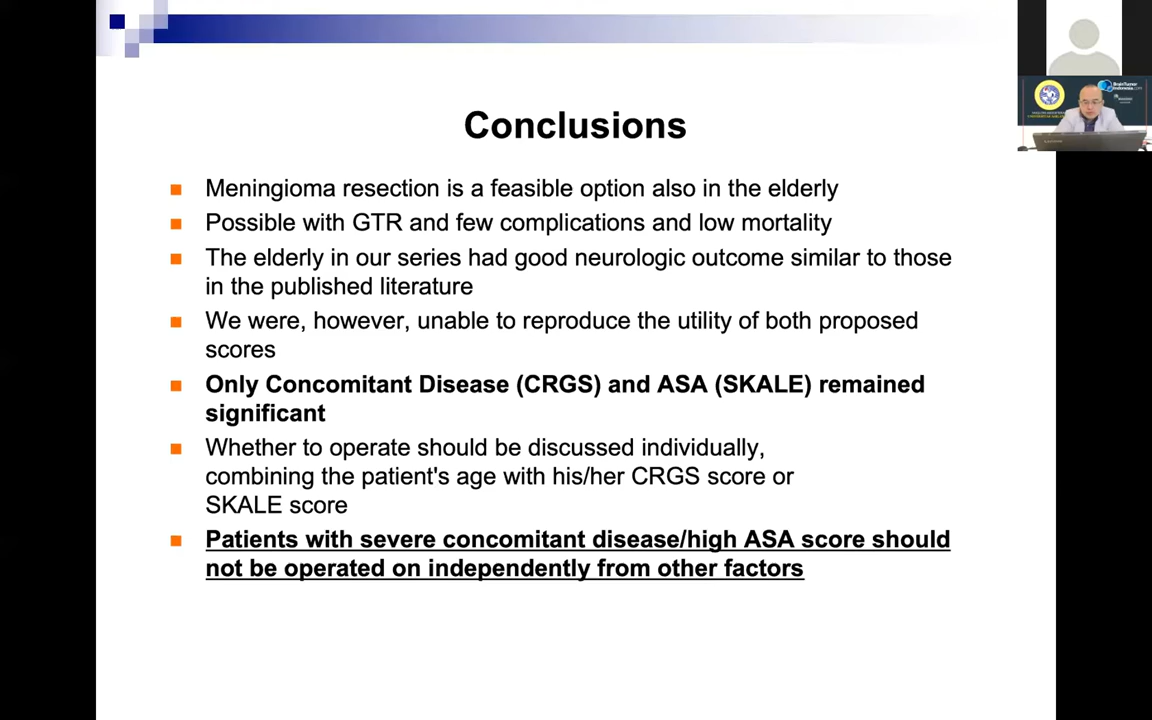 Conclusions
Meningioma resection is a feasible option also in the elderly
Possible with GTR and few complications and low mortality
The elderly in our series had good neurologic outcome similar to those
in the published literature
We were, however, unable to reproduce the utility of both proposed
scores
Only Concomitant Disease (CRGS) and ASA (SKALE) remained
significant
Whether to operate should be discussed individually,
combining the patient's age with his/her CRGS score or
SKALE score
Patients with severe concomitant disease/high ASA score should
not be operated on independently from other factors
BrainTumor
Indonesia.com